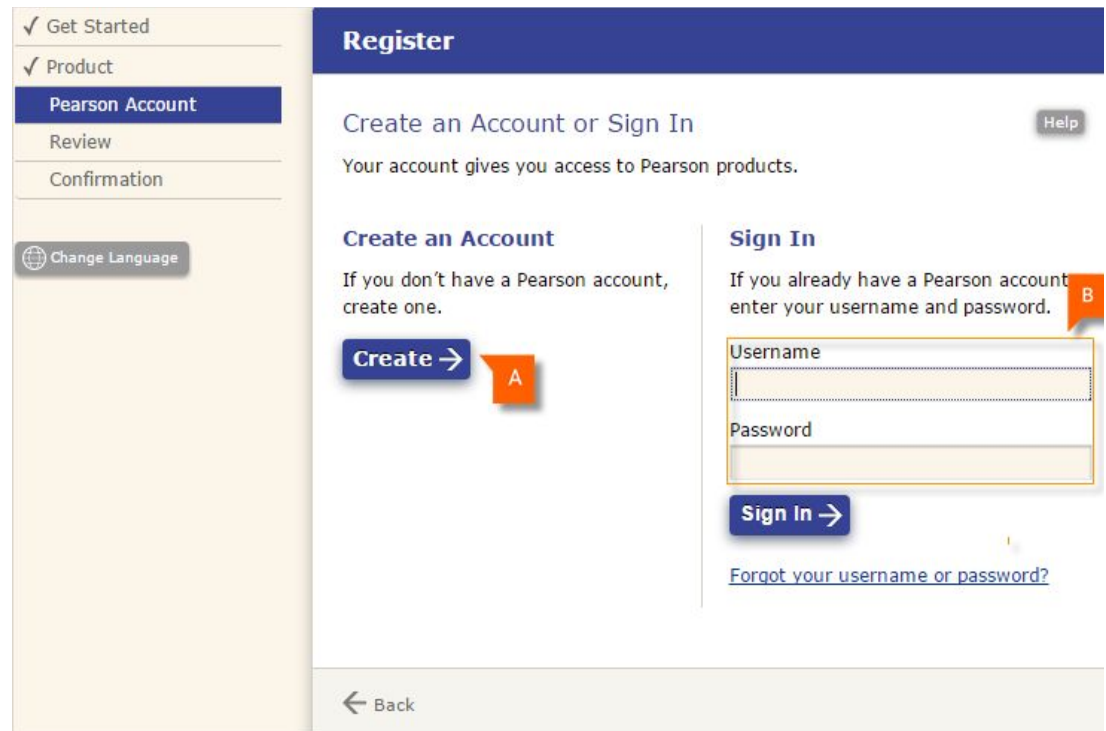 ✓ Get Started
✓ Product
Pearson Account
Review
Confirmation
Change Language
Register
Create an Account or Sign In
Help
Your account gives you access to Pearson products.
Create an Account
If you don't have a Pearson account,
create one.
Create →
A
Sign In
If you already have a Pearson account
enter your username and password.
B
Username
Password
Sign In →
Forgot your username or password?
← Back